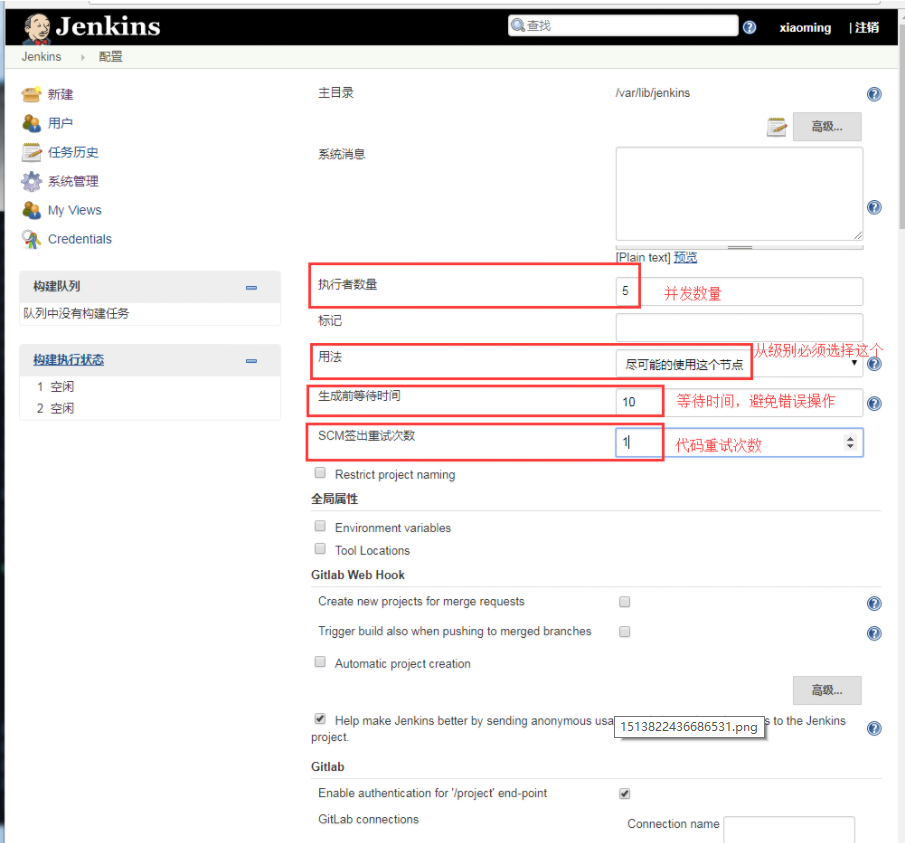 Jenkins
查找
xiaoming
| 注销
Jenkins
配置
新建
用户
任务历史
系统管理
My Views
Credentials
构建队列
队列中没有构建任务
构建执行状态
1 空闲
2 空闲
主目录
/var/lib/jenkins
高级...
系统消息
[Plain text] 预览
执行者数量
5
并发数量
标记
用法
尽可能的使用这个节点
从级别必须选择这个
生成前等待时间
10
等待时间，避免错误操作
SCM签出重试次数
1
代码重试次数
Restrict project naming
全局属性
Environment variables
Tool Locations
Gitlab Web Hook
Create new projects for merge requests
Trigger build also when pushing to merged branches
Automatic project creation
高级...
Help make Jenkins better by sending anonymous usa
1513822436686531.png
s to the Jenkins
project.
Gitlab
Enable authentication for '/project' end-point
GitLab connections
Connection name